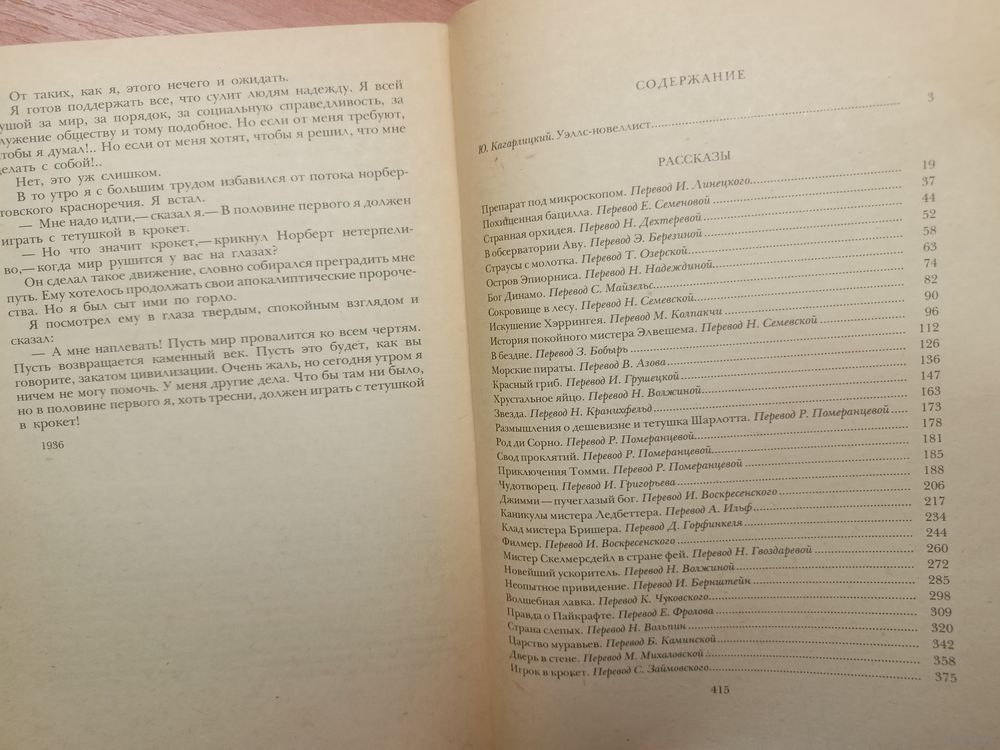 От таких, как я, этого нечего и ожидать.
Я готов поддержать все, что сулит людям надежду. Я всей
ушой за мир, за порядок, за социальную справедливость, за
лужение обществу и тому подобное. Но если от меня требуют,
тобы я думал!.. Но если от меня хотят, чтобы я решил, что мне
делать с собой!..
Нет, это уж слишком.
В то утро я с большим трудом избавился от потока норбер-
товского красноречия. Я встал.
— Мне надо идти,— сказал я.— В половине первого я должен
играть с тетушкой в крокет.
— Но что значит крокет,— крикнул Норберт нетерпели-
во,— когда мир рушится у вас на глазах?
Он сделал такое движение, словно собирался преградить мне
путь. Ему хотелось продолжать свои апокалиптические пророче-
ства. Но я был сыт ими по горло.
Я посмотрел ему в глаза твердым, спокойным взглядом и
сказал:
— А мне наплевать! Пусть мир провалится ко всем чертям.
Пусть возвращается каменный век. Пусть это будет, как вы
говорите, закатом цивилизации. Очень жаль, но сегодня утром я
ничем не могу помочь. У меня другие дела. Что бы там ни было,
но в половине первого я, хоть тресни, должен играть с тетушкой
в крокет!
1936
СОДЕРЖАНИЕ
Ю. Кагарлицкий. Уэллс-новеллист 3
РАССКАЗЫ
Препарат под микроскопом. Перевод И. Линецкого 19
Похищенная бацилла. Перевод Е. Семеновой 37
Странная орхидея. Перевод Н. Дехтеревой 44
В обсерватории Аву. Перевод Э. Березиной 52
Страусы с молотка. Перевод Т. Озерской 58
Остров Эпиорниса. Перевод Н. Надеждиной 63
Бог Динамо. Перевод С. Майзельс 74
Сокровище в лесу. Перевод Н. Семевской 82
Искушение Хэррингея. Перевод М. Колпакчи 90
История покойного мистера Элвешема. Перевод Н. Семевской 96
В бездне. Перевод З. Бобырь 112
Морские пираты. Перевод В. Азова 126
Красный гриб. Перевод И. Грушецкой 136
Хрустальное яйцо. Перевод Н. Волжиной 147
Звезда. Перевод Н. Кранихфельд 163
Размышления о дешевизне и тетушка Шарлотта. Перевод Р. Померанцевой 173
Род ди Сорно. Перевод Р. Померанцевой 178
Свод проклятий. Перевод Р. Померанцевой 181
Приключения Томми. Перевод Р. Померанцевой 185
Чудотворец. Перевод И. Григорьева 188
Джимми — пучеглазый бог. Перевод И. Воскресенского 206
Каникулы мистера Ледбеттера. Перевод А. Ильф 217
Клад мистера Бришера. Перевод Д. Горфинкеля 234
Филмер. Перевод И. Воскресенского 244
Мистер Скелмерсдейл в стране фей. Перевод Н. Гвоздаревой 260
Новейший ускоритель. Перевод Н. Волжиной 272
Неопытное привидение. Перевод И. Бернштейн 285
Волшебная лавка. Перевод К. Чуковского 298
Правда о Пайкрафте. Перевод Е. Фролова 309
Страна слепых. Перевод Н. Вольпин 320
Царство муравьев. Перевод Б. Каминской 342
Дверь в стене. Перевод М. Михаловской 358
Игрок в крокет. Перевод С. Займовского 375
415